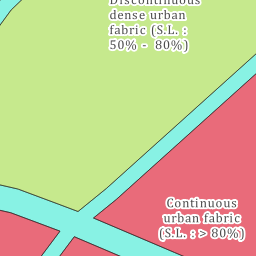 Discontinuous
dense urban
fabric (S.L. :
50% - 80%)
Continuous
urban fabric
(S.L. : > 80%)